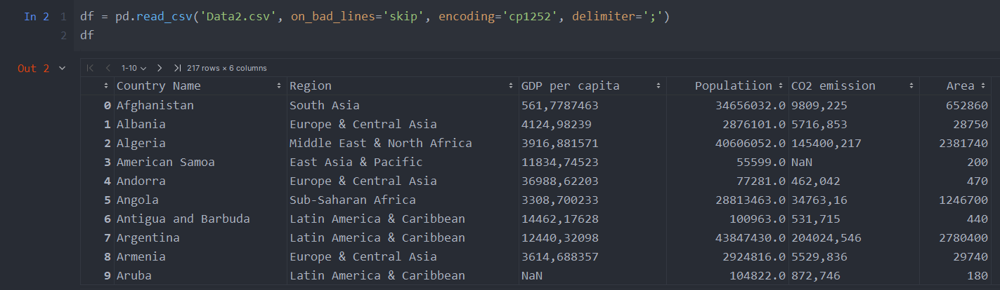 In 2 1 df = pd.read_csv('Data2.csv', on_bad_lines='skip', encoding='cp1252', delimiter=';')
2 df
Out 2 1-10 217 rows × 6 columns
Country Name Region GDP per capita Populatiion CO2 emission Area
0 Afghanistan South Asia 561,7787463 34656032.0 9809,225 652860
1 Albania Europe & Central Asia 4124,98239 2876101.0 5716,853 28750
2 Algeria Middle East & North Africa 3916,881571 40606052.0 145400,217 2381740
3 American Samoa East Asia & Pacific 11834,74523 55599.0 NaN 200
4 Andorra Europe & Central Asia 36988,62203 77281.0 462,042 470
5 Angola Sub-Saharan Africa 3308,700233 28813463.0 34763,16 1246700
6 Antigua and Barbuda Latin America & Caribbean 14462,17628 100963.0 531,715 440
7 Argentina Latin America & Caribbean 12440,32098 43847430.0 204024,546 2780400
8 Armenia Europe & Central Asia 3614,688357 2924816.0 5529,836 29740
9 Aruba Latin America & Caribbean NaN 104822.0 872,746 180